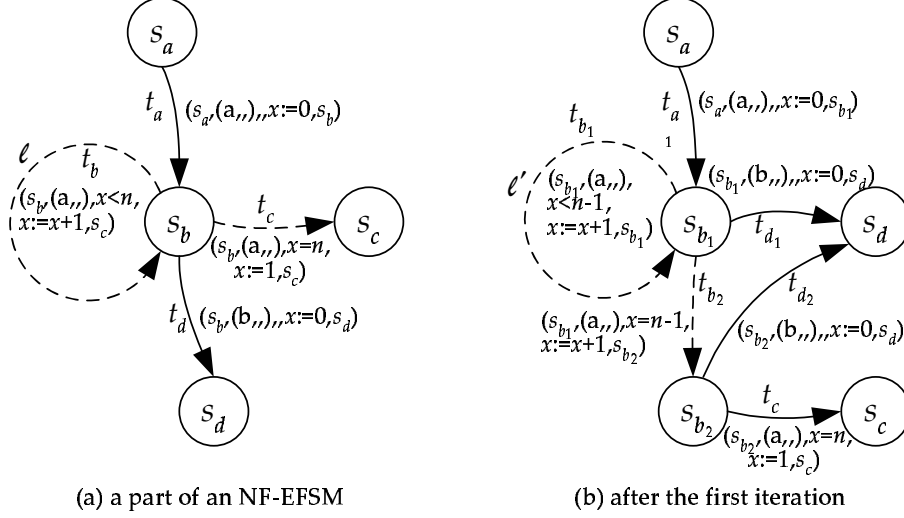 s_a
t_a (s_a,(a,,),,x:=0,s_b)
ℓ
t_b
(s_b,(a,,),x<n,
x:=x+1,s_c)
s_b
t_c
s_c
(s_b,(a,,),x=n,
x:=1,s_c)
t_d (s_b,(b,,),,x:=0,s_d)
s_d
(a) a part of an NF-EFSM
s_a
t_a
1
(s_a,(a,,),,x:=0,s_b1)
t_b1
ℓ'
(s_b1,(a,,),
x<n-1,
x:=x+1,s_b1)
s_b1
(s_b1,(b,,),,x:=0,s_d)
t_d1
s_d
t_b2
t_d2
(s_b1,(a,,),x=n-1,
x:=x+1,s_b2)
(s_b2,(b,,),,x:=0,s_d)
s_b2
t_c
s_c
(s_b2,(a,,),x=n,
x:=1,s_c)
(b) after the first iteration